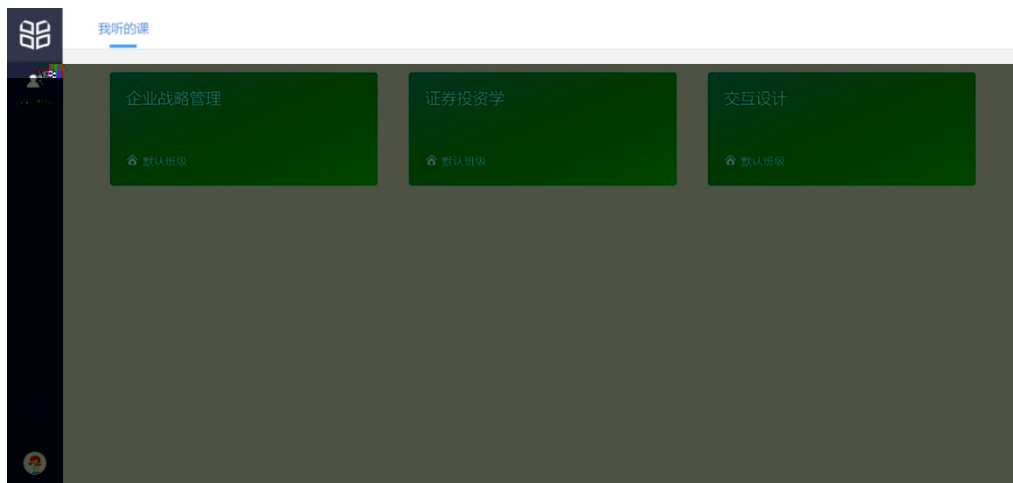 我听的课
企业战略管理
证券投资学
交互设计
默认班级
默认班级
默认班级